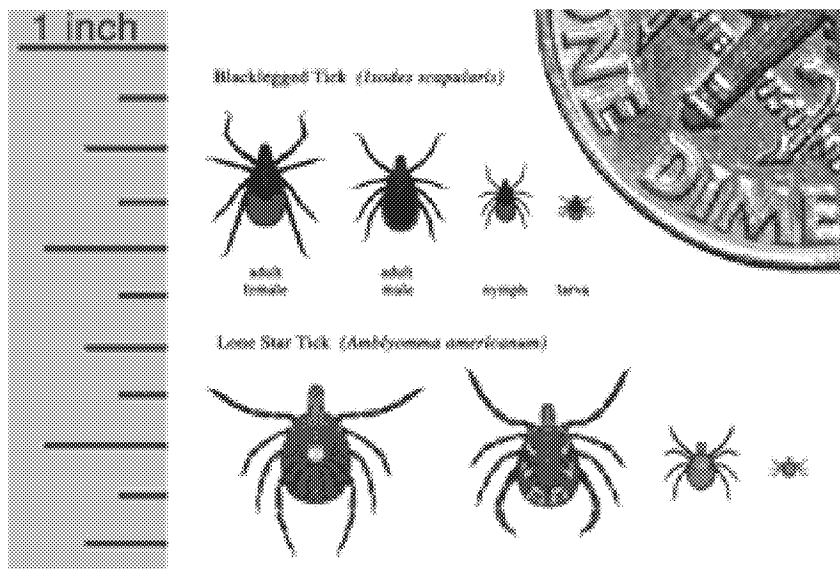 1 inch
ONE DIME
Blacklegged Tick (Ixodes scapularis)
adult female
adult male
nymph
larva
Lone Star Tick (Amblyomma americanum)